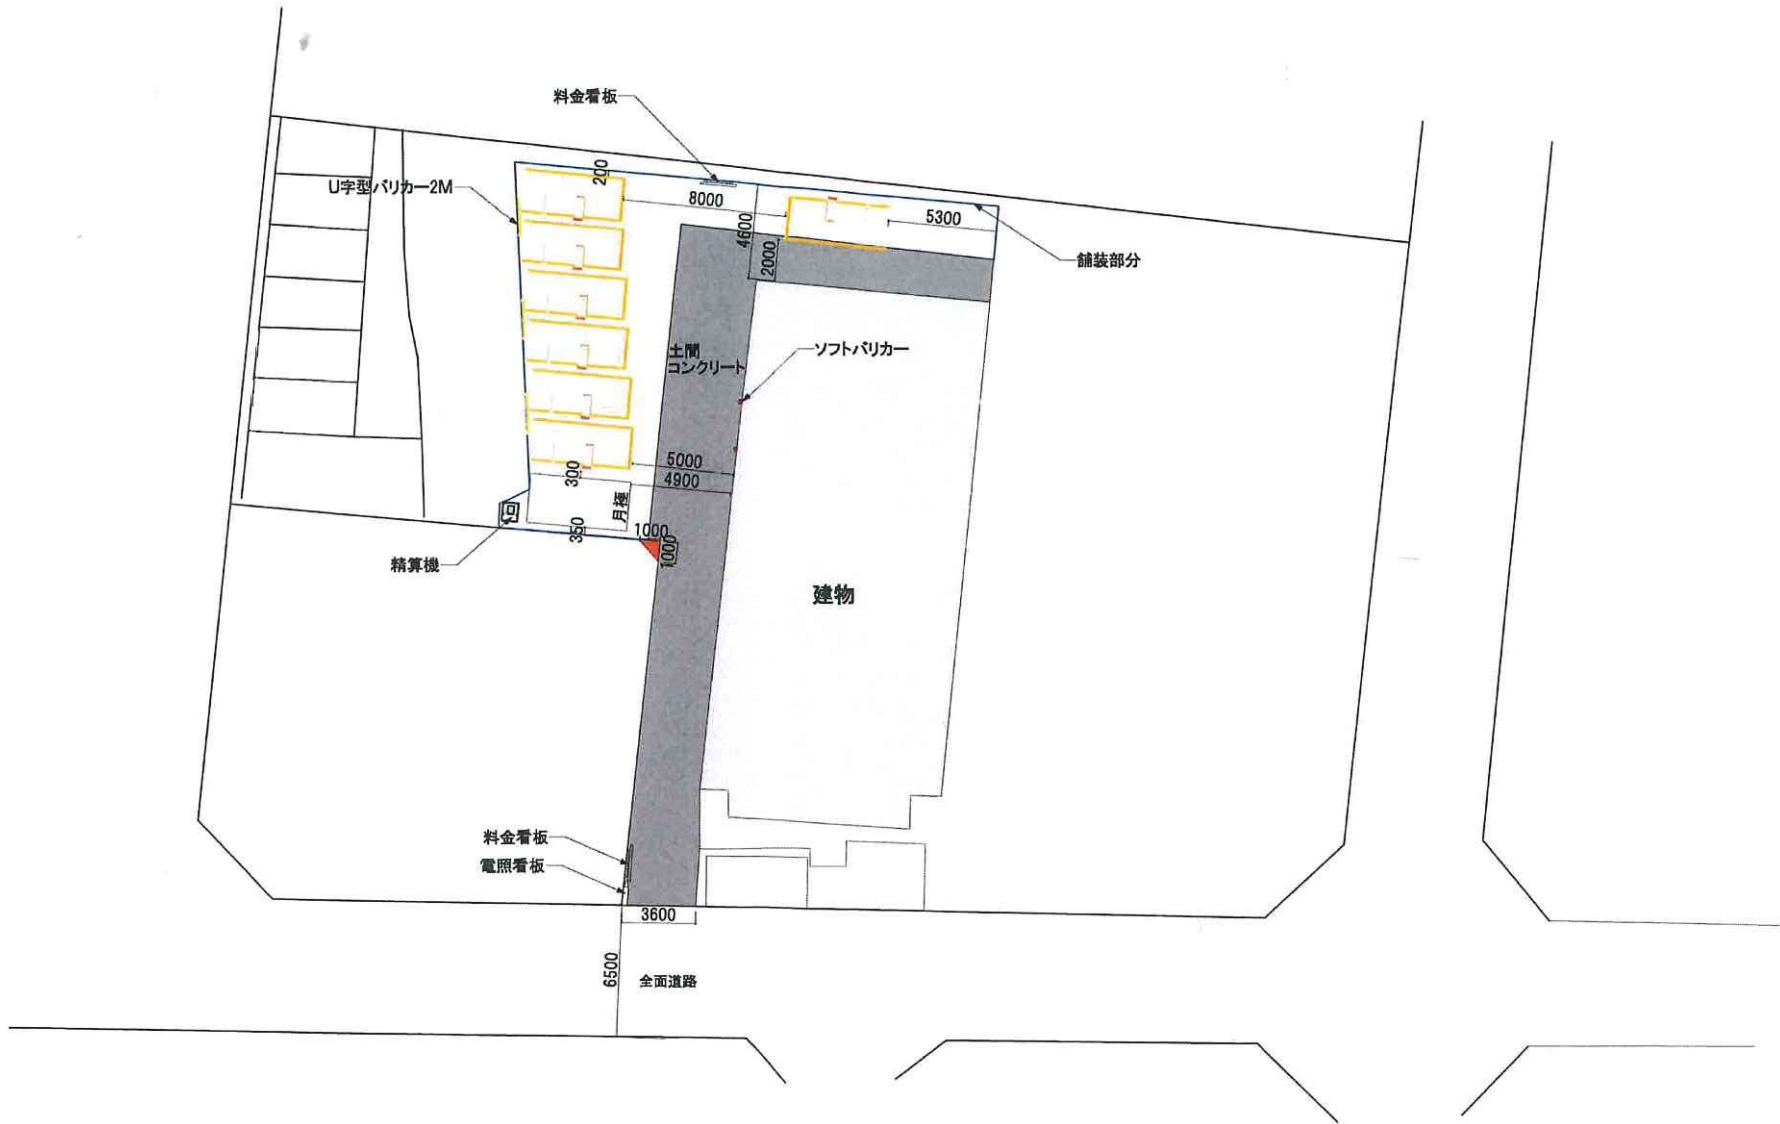 料金看板
200
U字型バリカー2M
8000
5300
4600
2000
舗装部分
土間
コンクリート
ソフトバリカー
5000
300
4900
月極
350
1000
1000
精算機
建物
料金看板
電照看板
3600
6500
全面道路